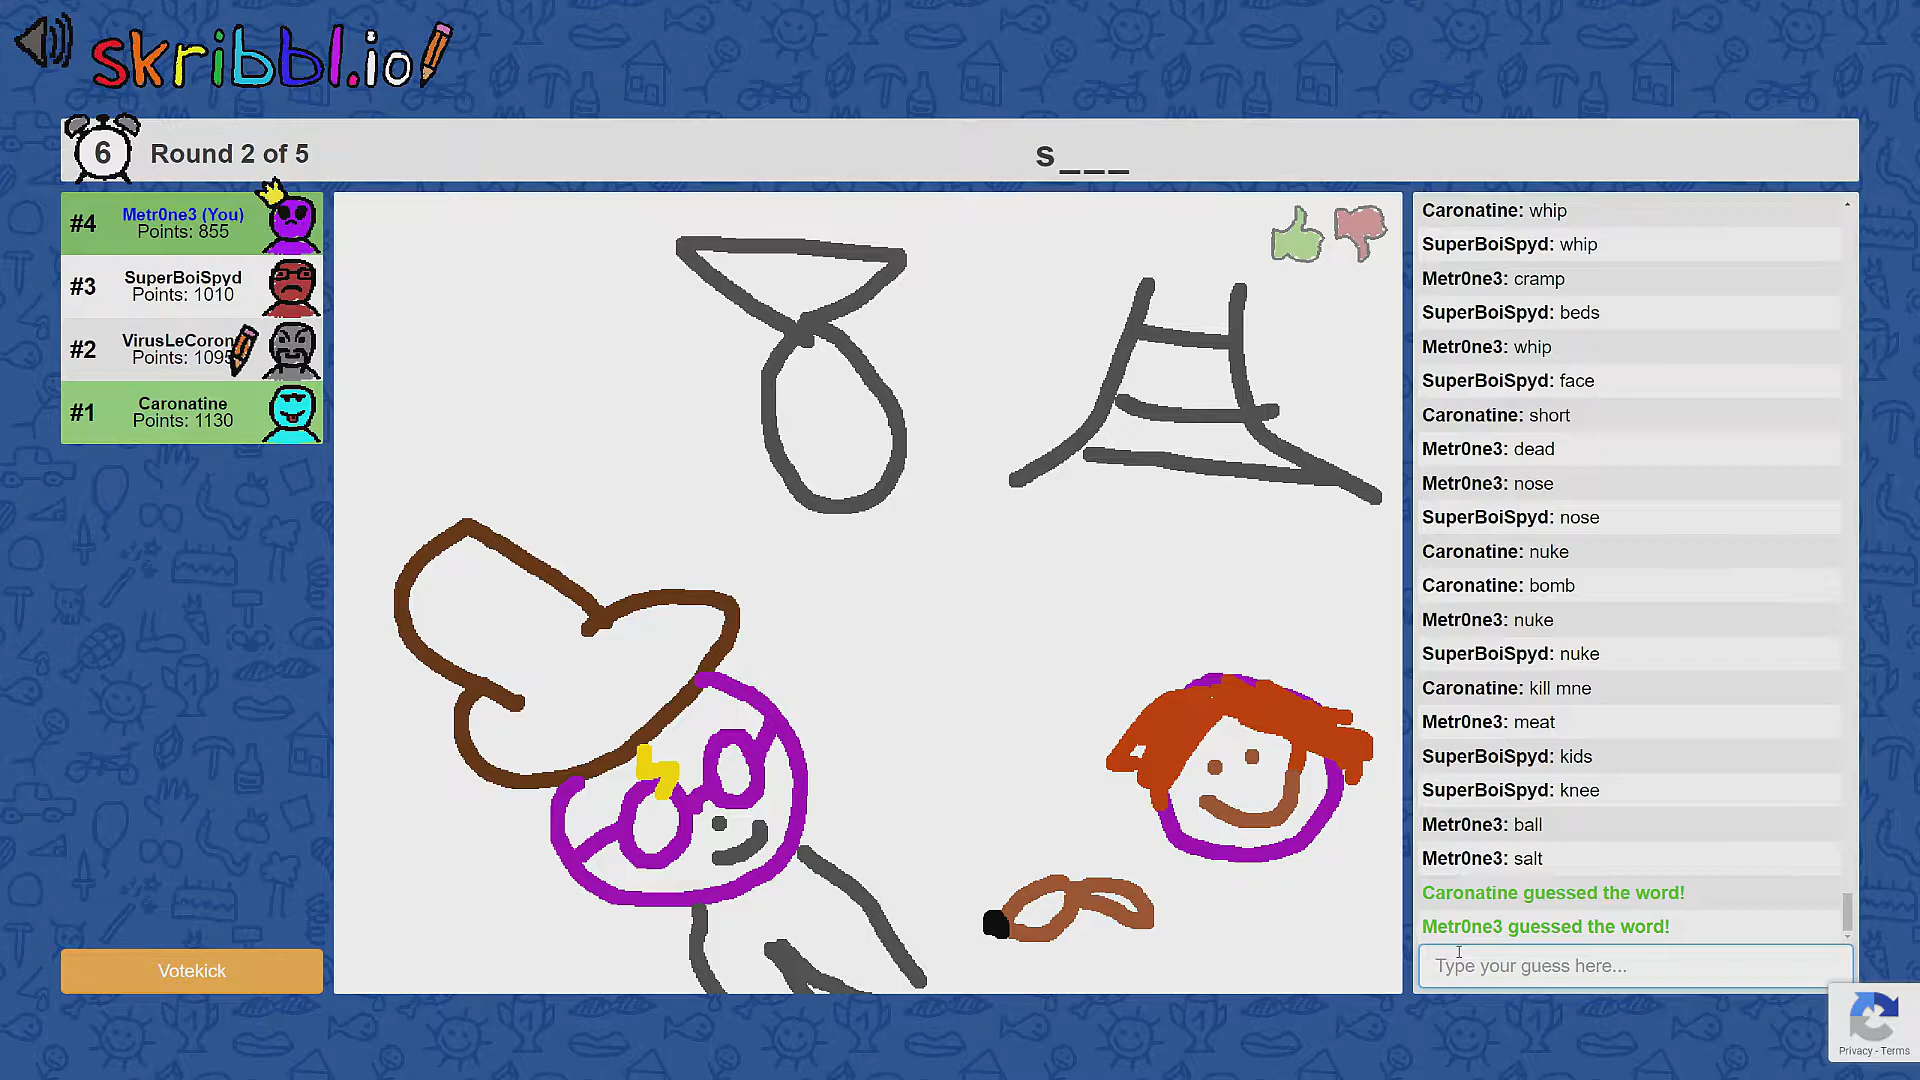 skribbl.io!
6
Round 2 of 5
s___
#4
Metr0ne3 (You)
Points: 855
#3
SuperBoiSpyd
Points: 1010
#2
VirusLeCoron
Points: 1095
#1
Caronatine
Points: 1130
Votekick
Caronatine: whip
SuperBoiSpyd: whip
Metr0ne3: cramp
SuperBoiSpyd: beds
Metr0ne3: whip
SuperBoiSpyd: face
Caronatine: short
Metr0ne3: dead
Metr0ne3: nose
SuperBoiSpyd: nose
Caronatine: nuke
Caronatine: bomb
Metr0ne3: nuke
SuperBoiSpyd: nuke
Caronatine: kill mne
Metr0ne3: meat
SuperBoiSpyd: kids
SuperBoiSpyd: knee
Metr0ne3: ball
Metr0ne3: salt
Caronatine guessed the word!
Metr0ne3 guessed the word!
Type your guess here...
Privacy - Terms